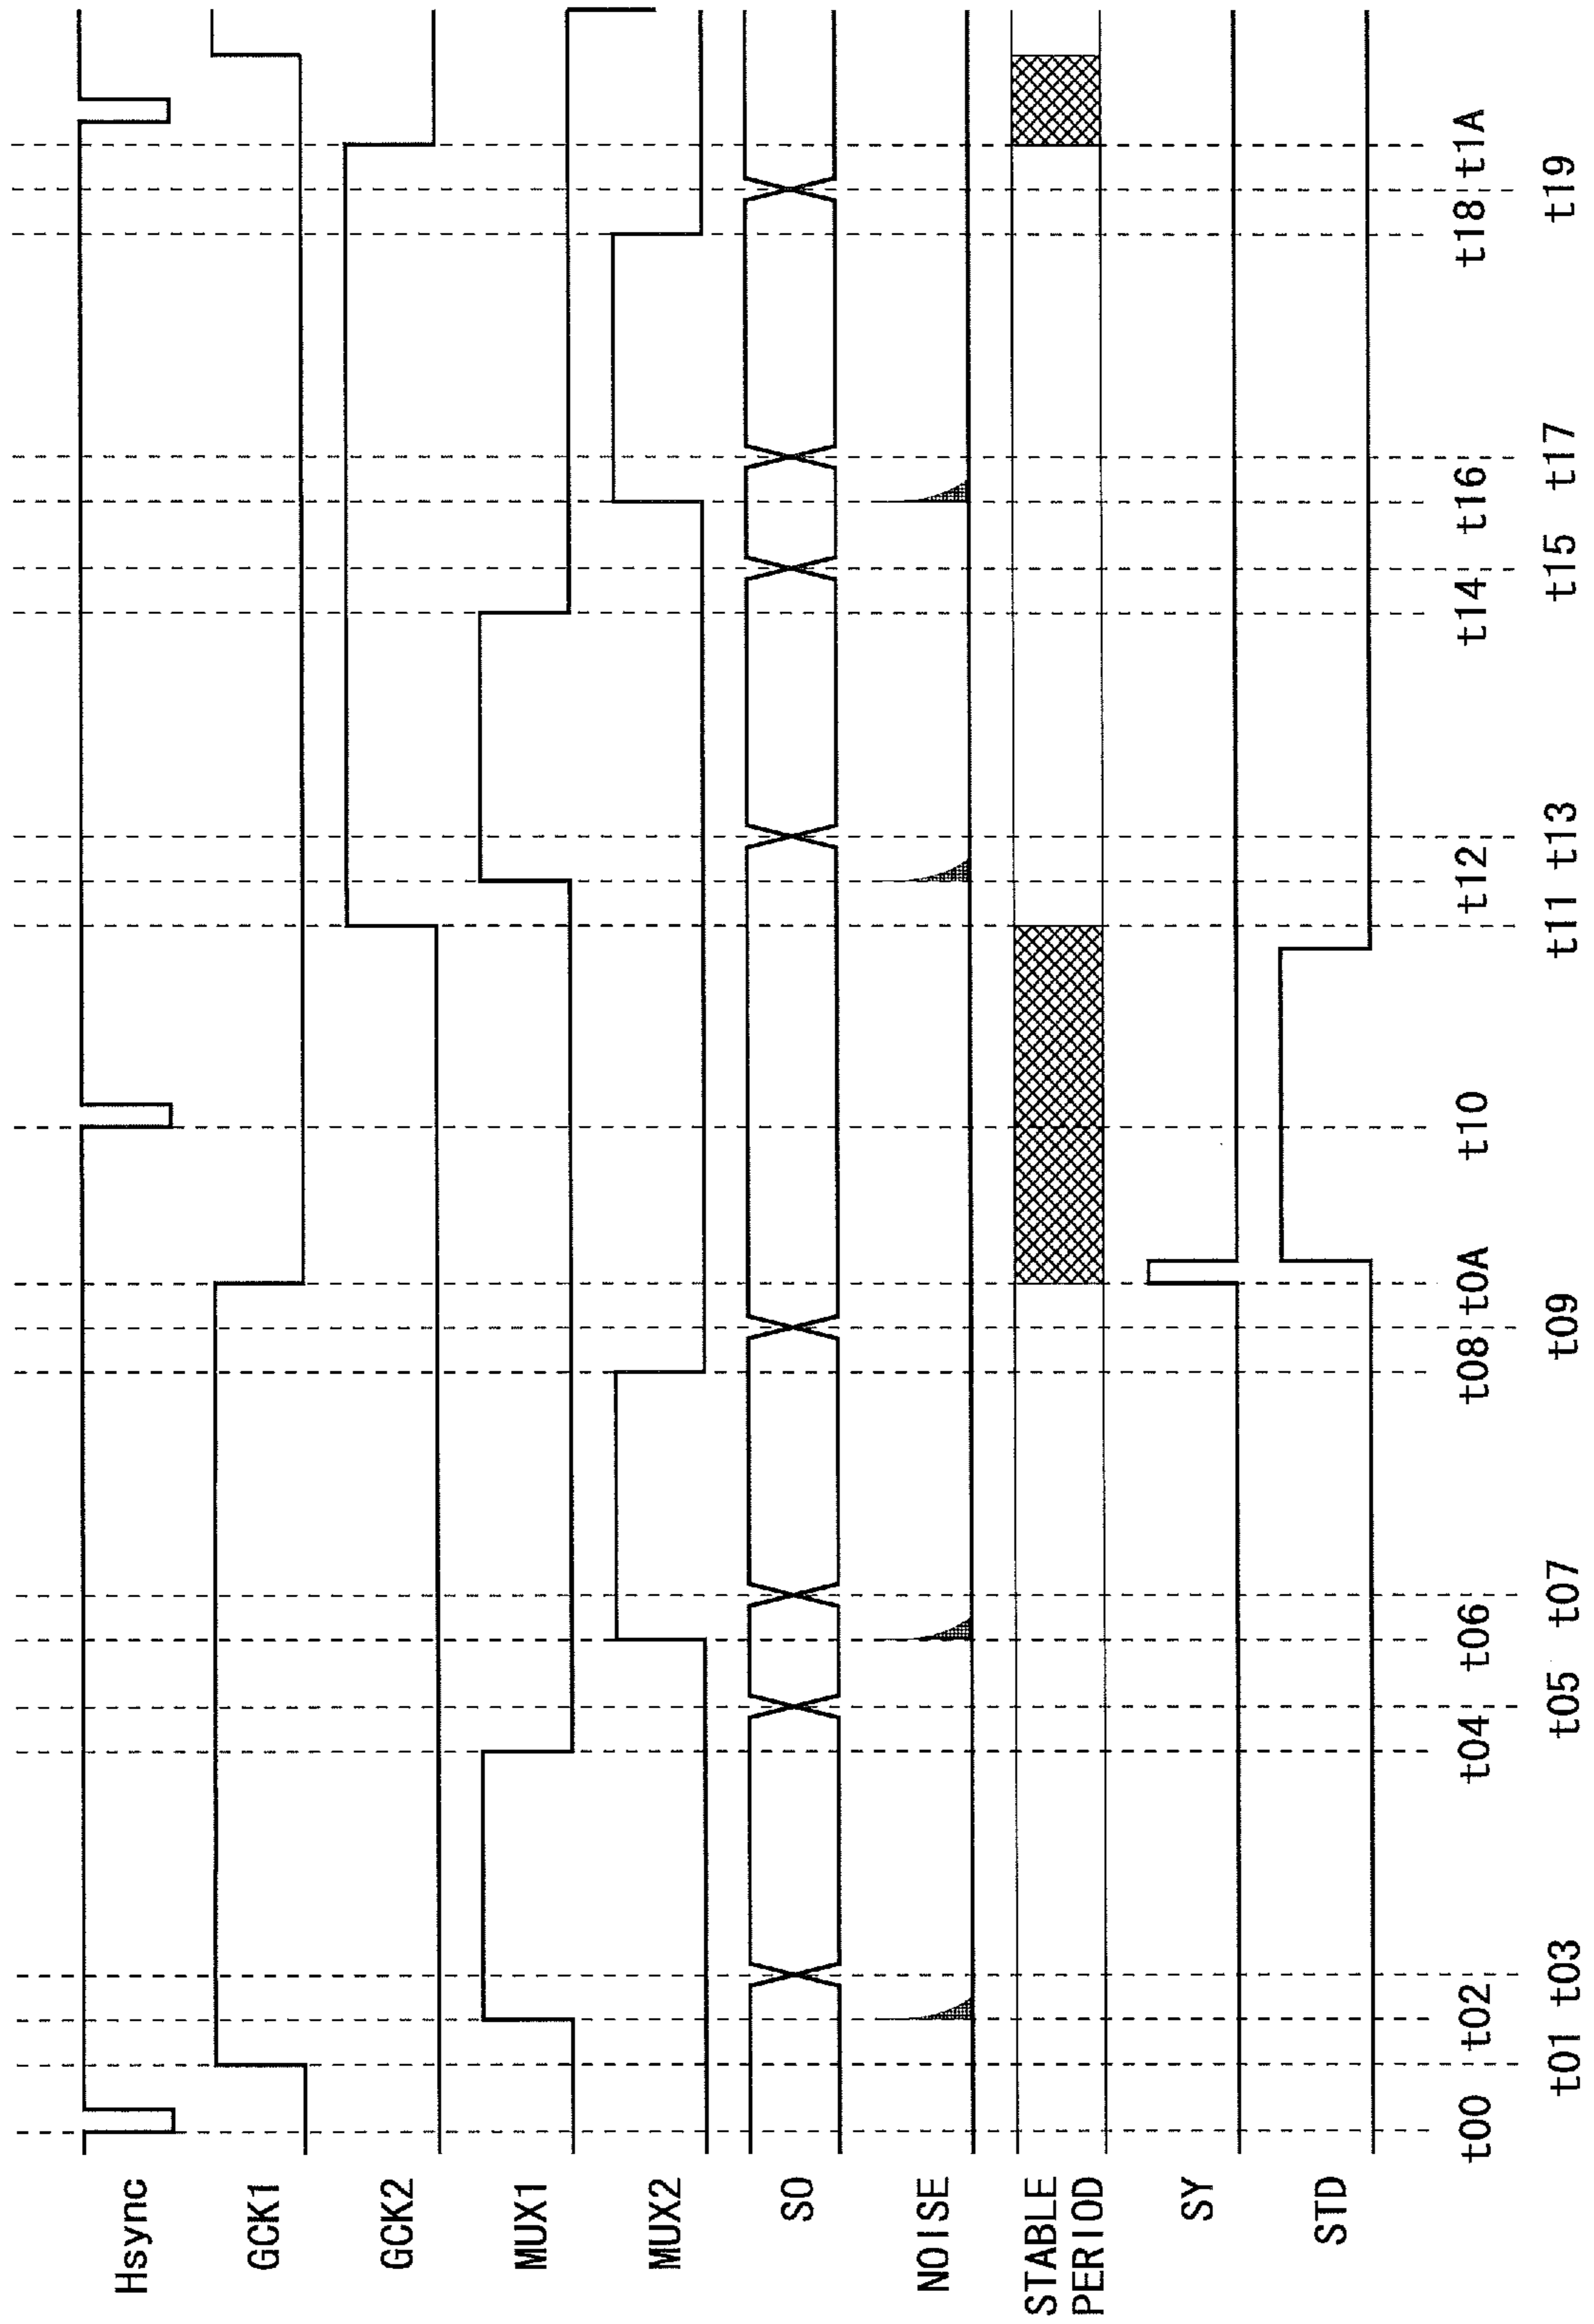 Hsync
GCK1
GCK2
MUX1
MUX2
SO
NOISE
STABLE
PERIOD
SY
STD
t00 t02 t04 t06 t08 t0A t10 t12 t14 t16 t18 t1A
t01 t03 t05 t07 t09 t11 t13 t15 t17 t19